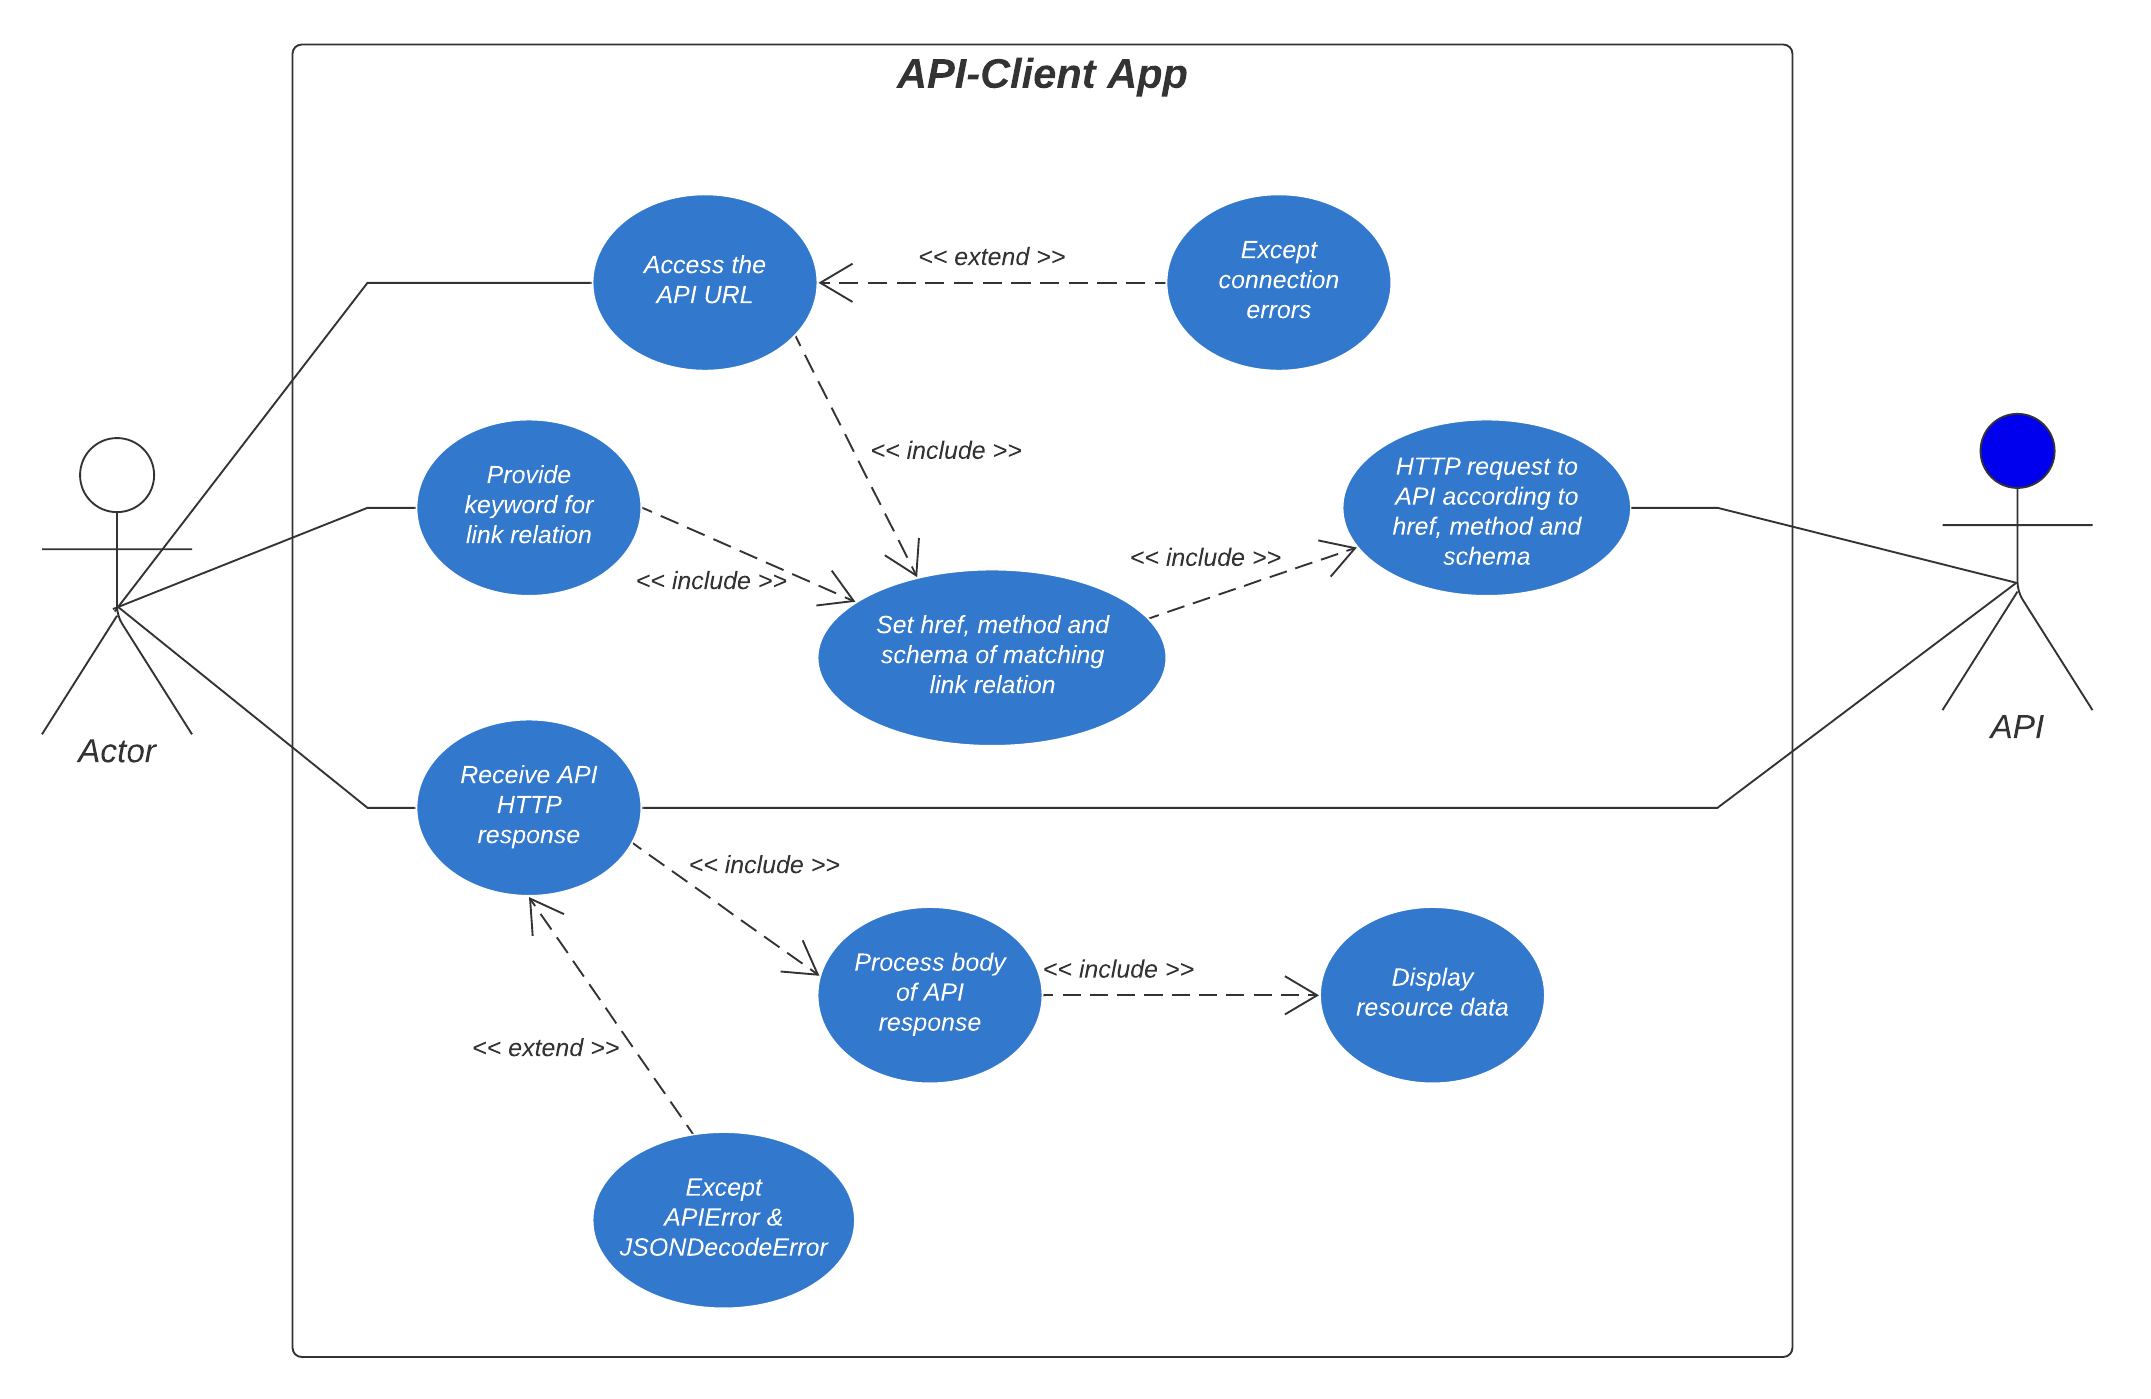 API-Client App
Access the
API URL
<< extend >>
Except
connection
errors
<< include >>
Provide
keyword for
link relation
<< include >>
Set href, method and
schema of matching
link relation
<< include >>
HTTP request to
API according to
href, method and
schema
Actor
API
Receive API
HTTP
response
<< include >>
Process body
of API
response
<< include >>
Display
resource data
<< extend >>
Except
APIError &
JSONDecodeError